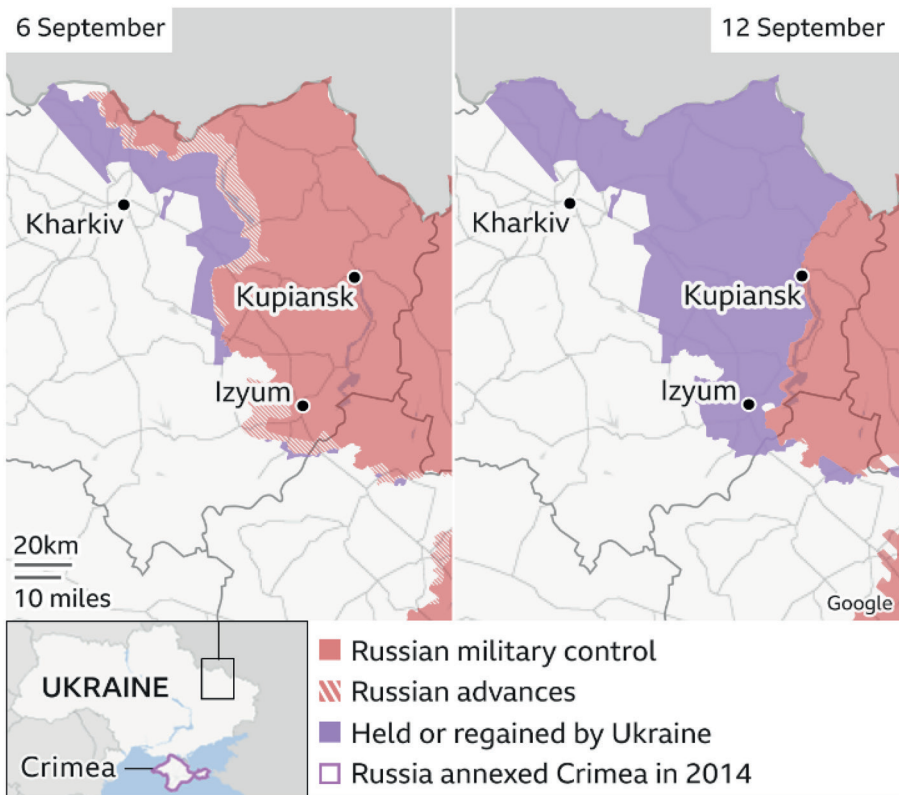 6 September
12 September
Kharkiv
Kupiansk
Izyum
20km
10 miles
Kharkiv
Kupiansk
Izyum
Google
UKRAINE
Crimea
Russian military control
Russian advances
Held or regained by Ukraine
Russia annexed Crimea in 2014